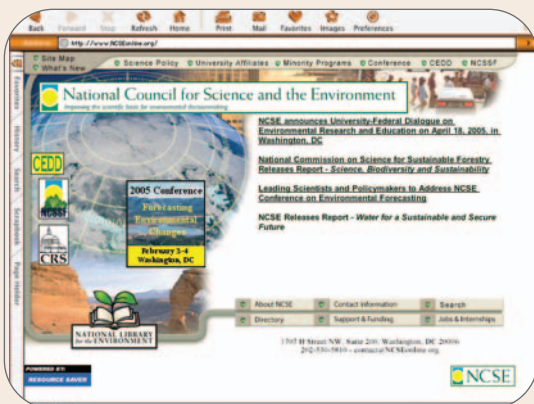 Back Forward Stop Refresh Home Print Mail Favorites Images Preferences
http://www.NCSEonline.org/
Site Map
What's New
Science Policy University Affiliates Minority Programs Conference CEDD NCSSF
Favorites
History
Search
Scrapbook
Page Holder
National Council for Science and the Environment
Improving the scientific basis for environmental decisionmaking
NCSE announces University-Federal Dialogue on
Environmental Research and Education on April 18, 2005, in
Washington, DC
National Commission on Science for Sustainable Forestry
Releases Report - Science, Biodiversity and Sustainability
Leading Scientists and Policymakers to Address NCSE
Conference on Environmental Forecasting
NCSE Releases Report - Water for a Sustainable and Secure
Future
CEDD
NCSSF
CRS
2005 Conference
Forecasting
Environmental
Changes
February 3-4
Washington, DC
About NCSE Contact Information Search
Directory Support & Funding Jobs & Internships
NATIONAL LIBRARY
for the ENVIRONMENT
1707 H Street NW, Suite 200, Washington, DC 20006
202-530-5810 - contact@NCSEonline.org
POWERED BY:
RESOURCE SAVER
NCSE